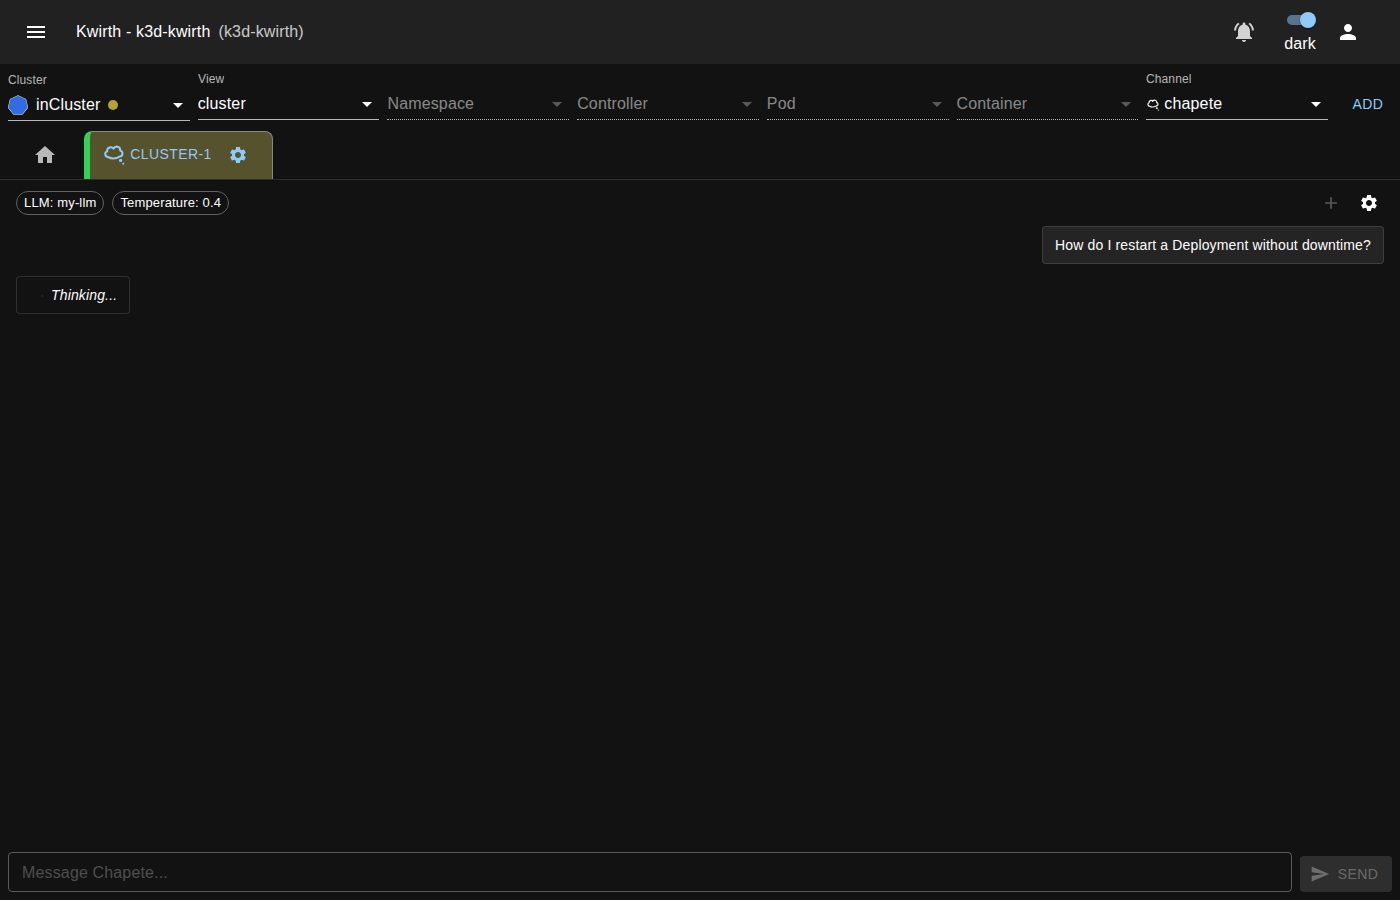 Kwirth - k3d-kwirth (k3d-kwirth)
dark
Cluster
inCluster
View
cluster
Namespace
Controller
Pod
Container
Channel
chapete
ADD
CLUSTER-1
LLM: my-llm
Temperature: 0.4
How do I restart a Deployment without downtime?
Thinking...
Message Chapete...
SEND